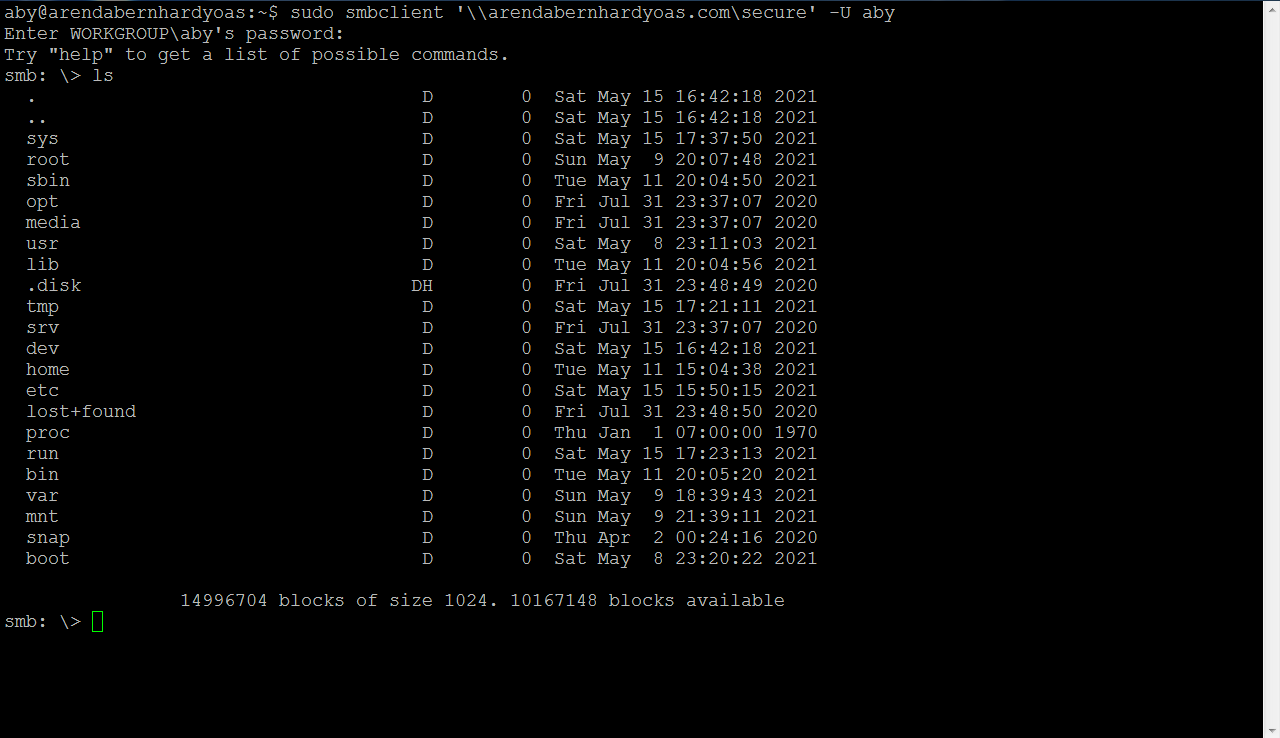 aby@arendabernhardyoas:~$ sudo smbclient '\\arendabernhardyoas.com\secure' -U aby
Enter WORKGROUP\aby's password:
Try "help" to get a list of possible commands.
smb: \> ls
  .                                   D        0  Sat May 15 16:42:18 2021
  ..                                  D        0  Sat May 15 16:42:18 2021
  sys                                 D        0  Sat May 15 17:37:50 2021
  root                                D        0  Sun May  9 20:07:48 2021
  sbin                                D        0  Tue May 11 20:04:50 2021
  opt                                 D        0  Fri Jul 31 23:37:07 2020
  media                               D        0  Fri Jul 31 23:37:07 2020
  usr                                 D        0  Sat May  8 23:11:03 2021
  lib                                 D        0  Tue May 11 20:04:56 2021
  .disk                              DH        0  Fri Jul 31 23:48:49 2020
  tmp                                 D        0  Sat May 15 17:21:11 2021
  srv                                 D        0  Fri Jul 31 23:37:07 2020
  dev                                 D        0  Sat May 15 16:42:18 2021
  home                                D        0  Tue May 11 15:04:38 2021
  etc                                 D        0  Sat May 15 15:50:15 2021
  lost+found                          D        0  Fri Jul 31 23:48:50 2020
  proc                                D        0  Thu Jan  1 07:00:00 1970
  run                                 D        0  Sat May 15 17:23:13 2021
  bin                                 D        0  Tue May 11 20:05:20 2021
  var                                 D        0  Sun May  9 18:39:43 2021
  mnt                                 D        0  Sun May  9 21:39:11 2021
  snap                                D        0  Thu Apr  2 00:24:16 2020
  boot                                D        0  Sat May  8 23:20:22 2021
                14996704 blocks of size 1024. 10167148 blocks available
smb: \>